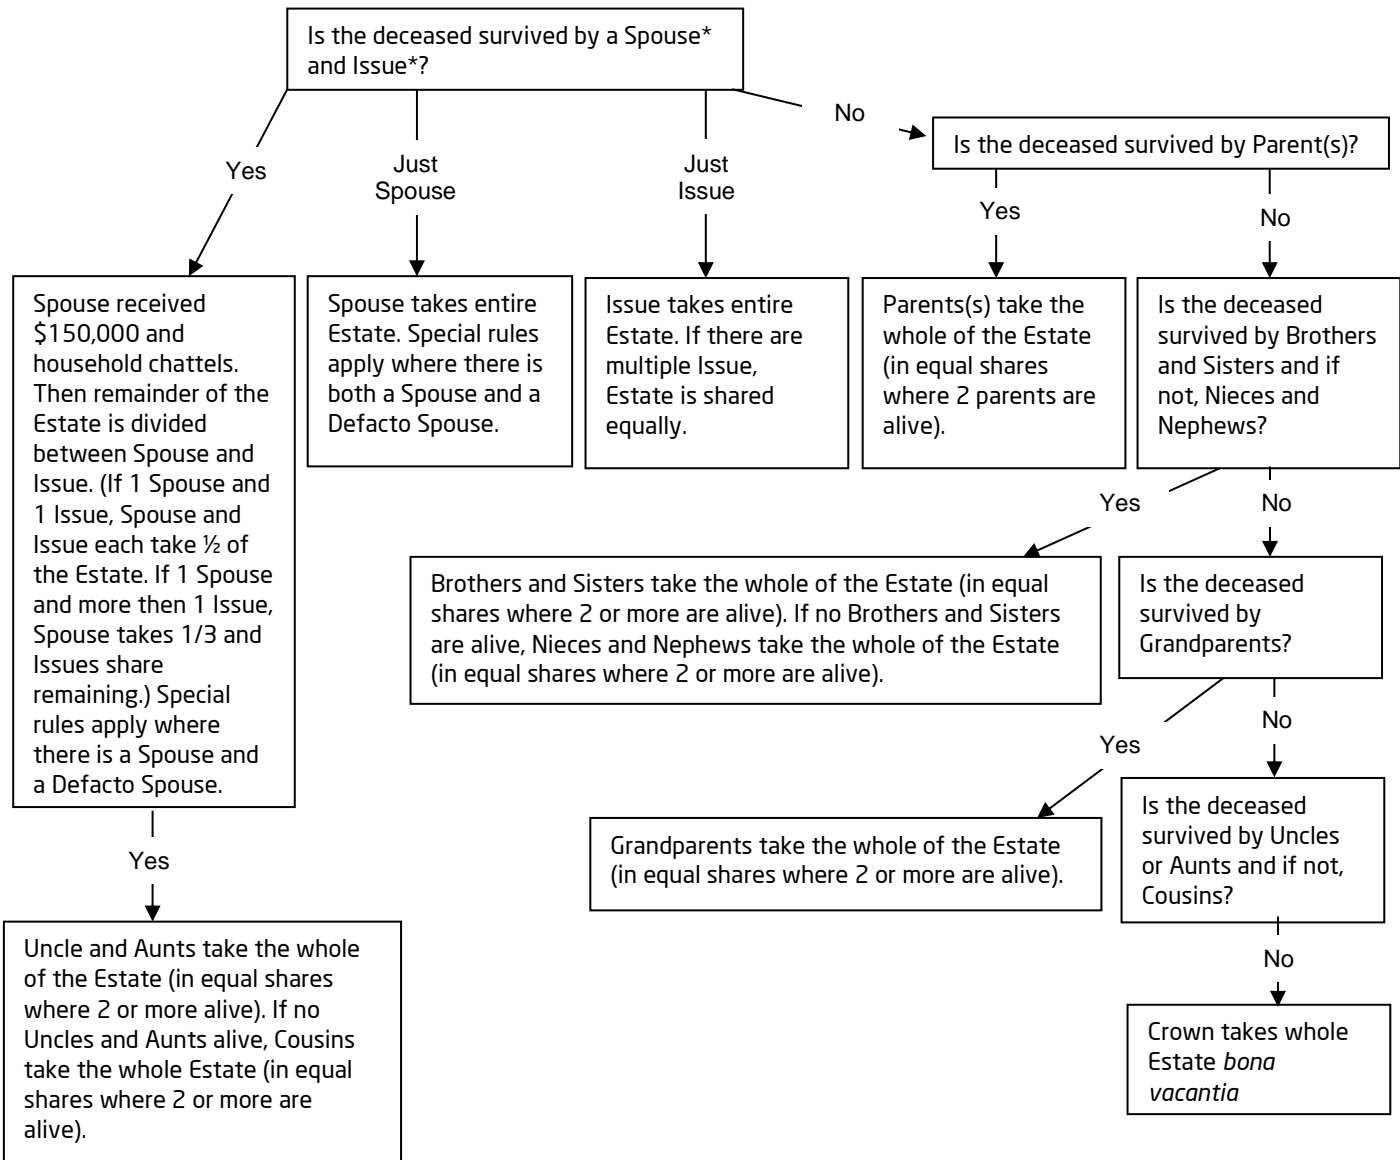 Is the deceased survived by a Spouse*
and Issue*?
No
Is the deceased survived by Parent(s)?
Yes
Just
Spouse
Just
Issue
Yes
No
Spouse received
$150,000 and
household chattels.
Then remainder of the
Estate is divided
between Spouse and
Issue. (If 1 Spouse and
1 Issue, Spouse and
Issue each take ½ of
the Estate. If 1 Spouse
and more then 1 Issue,
Spouse takes 1/3 and
Issues share
remaining.) Special
rules apply where
there is a Spouse and
a Defacto Spouse.
Spouse takes entire
Estate. Special rules
apply where there is
both a Spouse and a
Defacto Spouse.
Issue takes entire
Estate. If there are
multiple Issue,
Estate is shared
equally.
Parents(s) take the
whole of the Estate
(in equal shares
where 2 parents are
alive).
Is the deceased
survived by Brothers
and Sisters and if
not, Nieces and
Nephews?
Yes
No
Brothers and Sisters take the whole of the Estate (in equal
shares where 2 or more are alive). If no Brothers and Sisters
are alive, Nieces and Nephews take the whole of the Estate
(in equal shares where 2 or more are alive).
Is the deceased
survived by
Grandparents?
Yes
No
Grandparents take the whole of the Estate
(in equal shares where 2 or more are alive).
Is the deceased
survived by Uncles
or Aunts and if not,
Cousins?
Yes
No
Uncle and Aunts take the whole
of the Estate (in equal shares
where 2 or more alive). If no
Uncles and Aunts alive, Cousins
take the whole Estate (in equal
shares where 2 or more are
alive).
Crown takes whole
Estate bona
vacantia